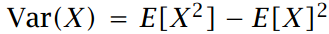 Var(X) = E[X²] − E[X]²